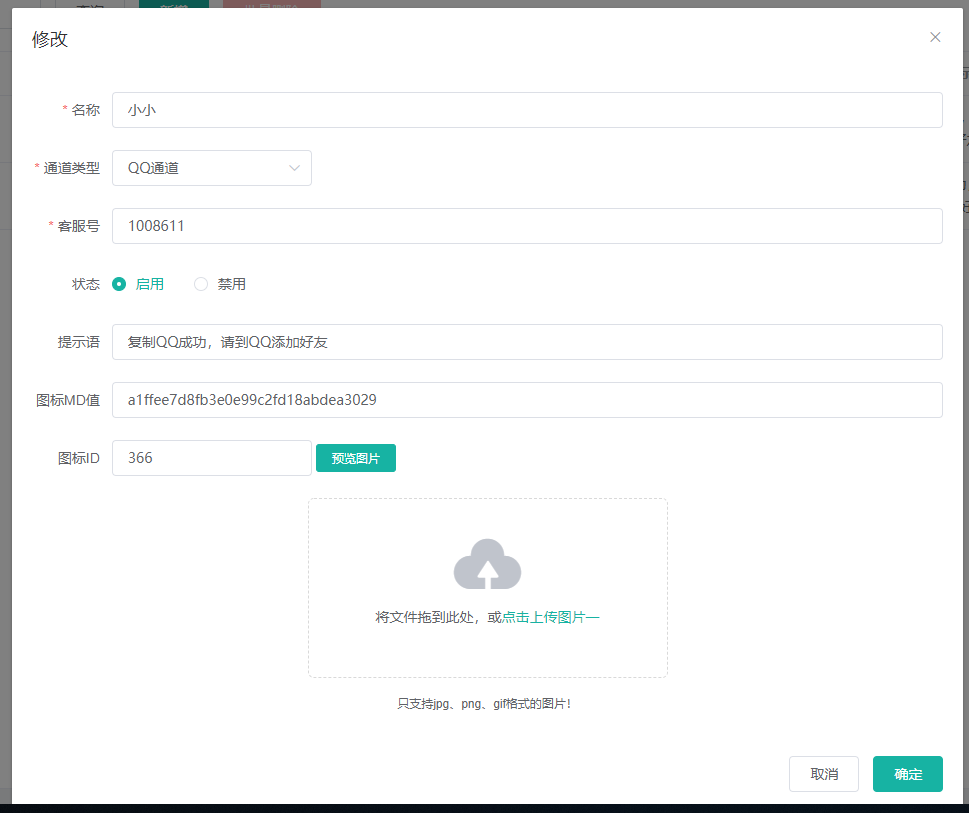 修改
* 名称 小小
* 通道类型 QQ通道
* 客服号 1008611
状态 启用 禁用
提示语 复制QQ成功，请到QQ添加好友
图标MD值 a1ffee7d8fb3e0e99c2fd18abdea3029
图标ID 366 预览图片
将文件拖到此处，或点击上传图片一
只支持jpg、png、gif格式的图片！
取消 确定